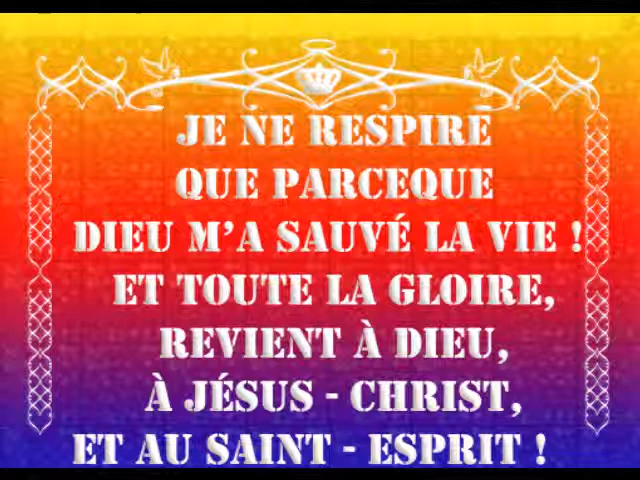 JE NE RESPIRE
QUE PARCEQUE
DIEU M'A SAUVÉ LA VIE !
ET TOUTE LA GLOIRE,
REVIENT À DIEU,
À JÉSUS - CHRIST,
ET AU SAINT - ESPRIT !